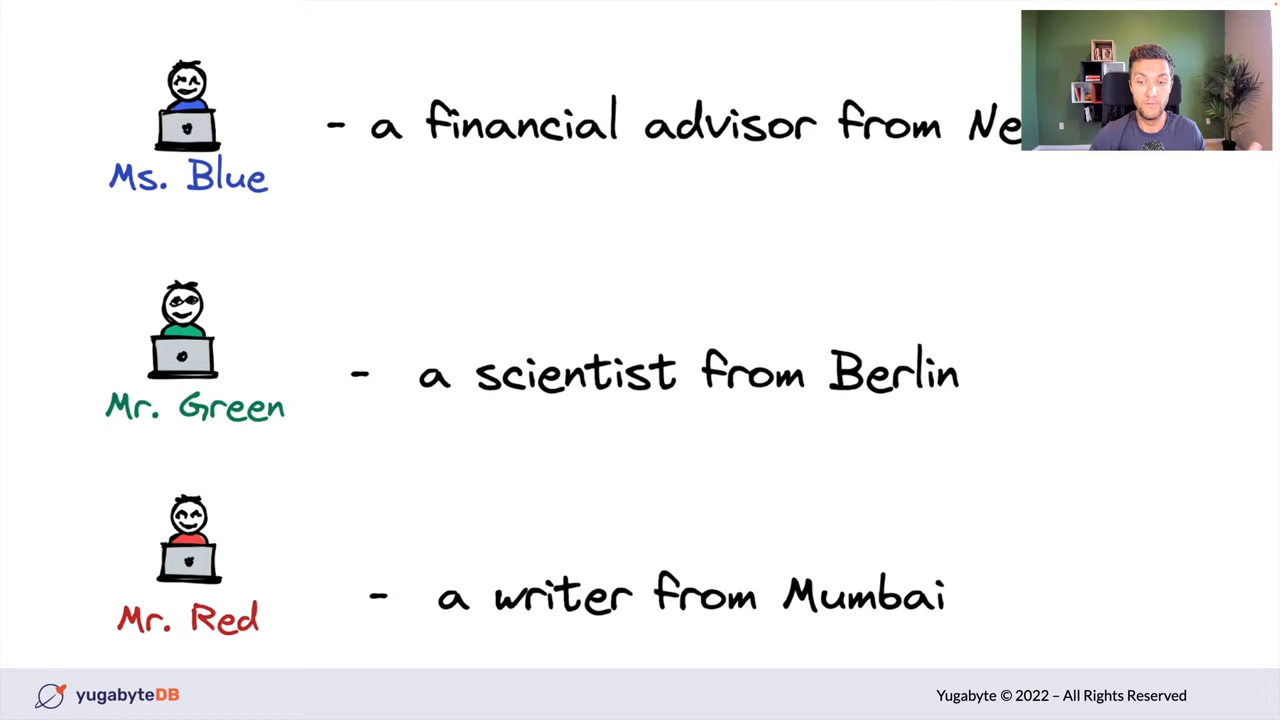 - a financial advisor from
Ms. Blue
- a scientist from Berlin
Mr. Green
- a writer from Mumbai
Mr. Red
yugabyteDB
Yugabyte © 2022 – All Rights Reserved